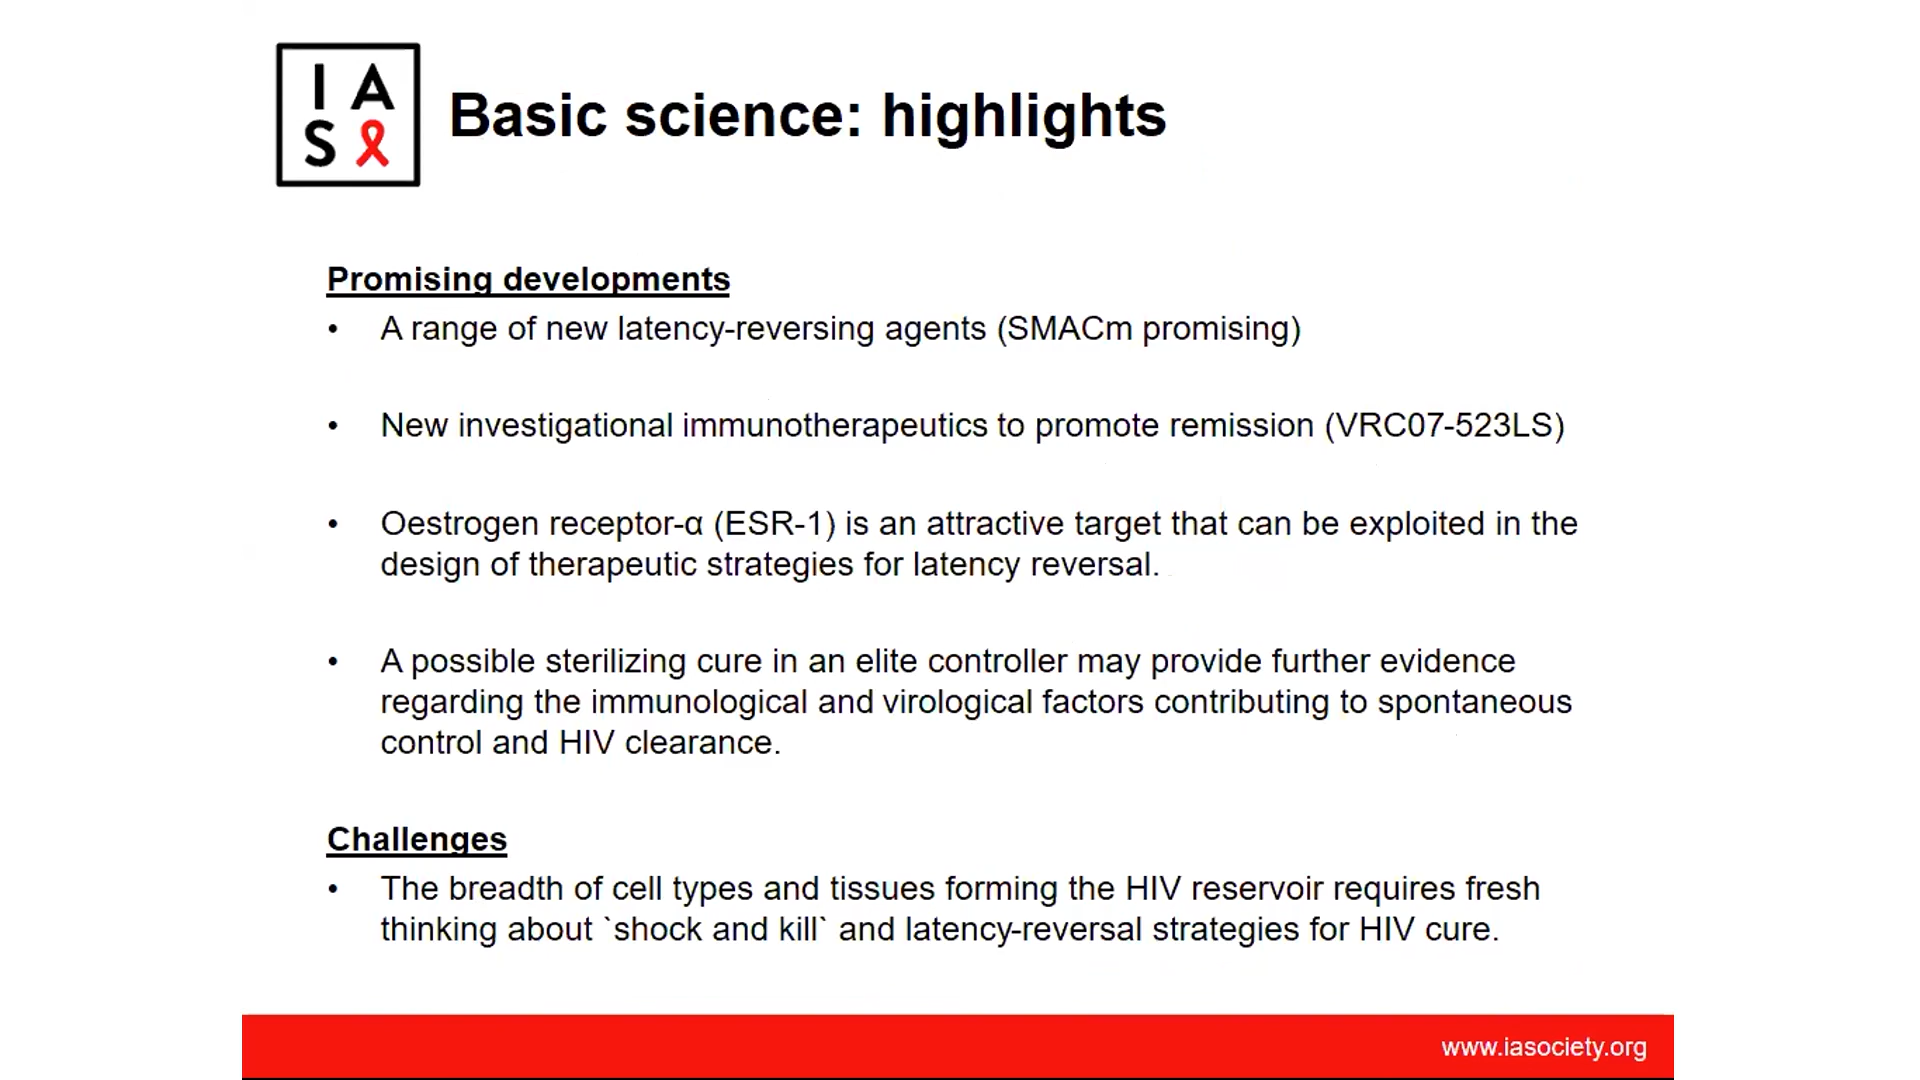 I A
S
Basic science: highlights
Promising developments
• A range of new latency-reversing agents (SMACm promising)
• New investigational immunotherapeutics to promote remission (VRC07-523LS)
• Oestrogen receptor-α (ESR-1) is an attractive target that can be exploited in the
design of therapeutic strategies for latency reversal.
• A possible sterilizing cure in an elite controller may provide further evidence
regarding the immunological and virological factors contributing to spontaneous
control and HIV clearance.
Challenges
• The breadth of cell types and tissues forming the HIV reservoir requires fresh
thinking about `shock and kill` and latency-reversal strategies for HIV cure.
www.iasociety.org